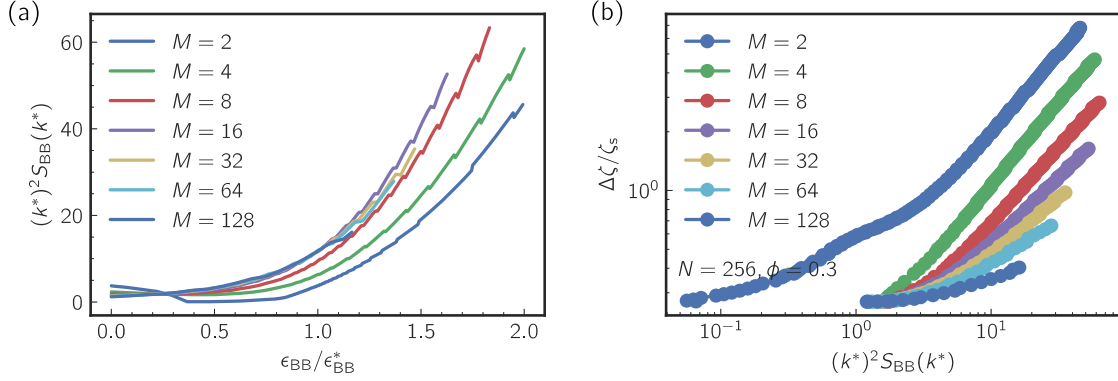 (a)
60
40
20
0
(k*)²S_BB(k*)
M = 2
M = 4
M = 8
M = 16
M = 32
M = 64
M = 128
0.0 0.5 1.0 1.5 2.0
ϵ_BB/ϵ*_BB
(b)
Δζ/ζ_s
10⁰
M = 2
M = 4
M = 8
M = 16
M = 32
M = 64
M = 128
N = 256, ϕ = 0.3
10⁻¹ 10⁰ 10¹
(k*)²S_BB(k*)